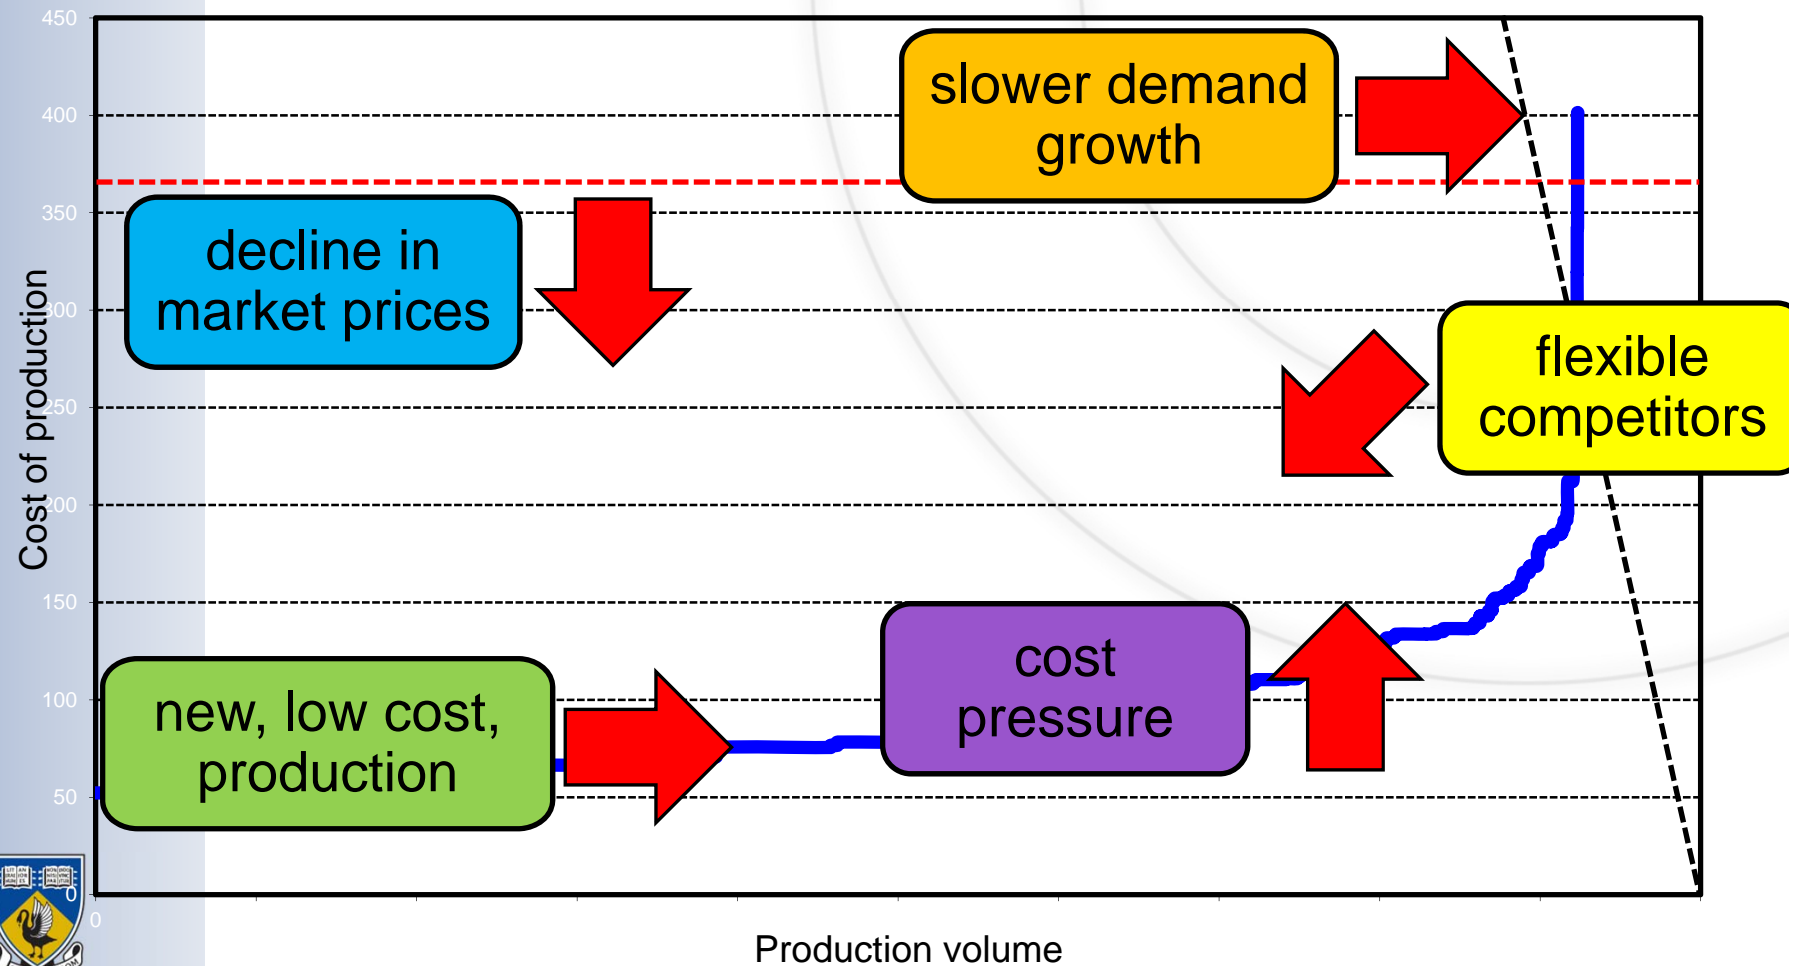 450
400
350
300
250
200
150
100
50
0
0
Cost of production
Production volume
slower demand
growth
decline in
market prices
flexible
competitors
cost
pressure
new, low cost,
production